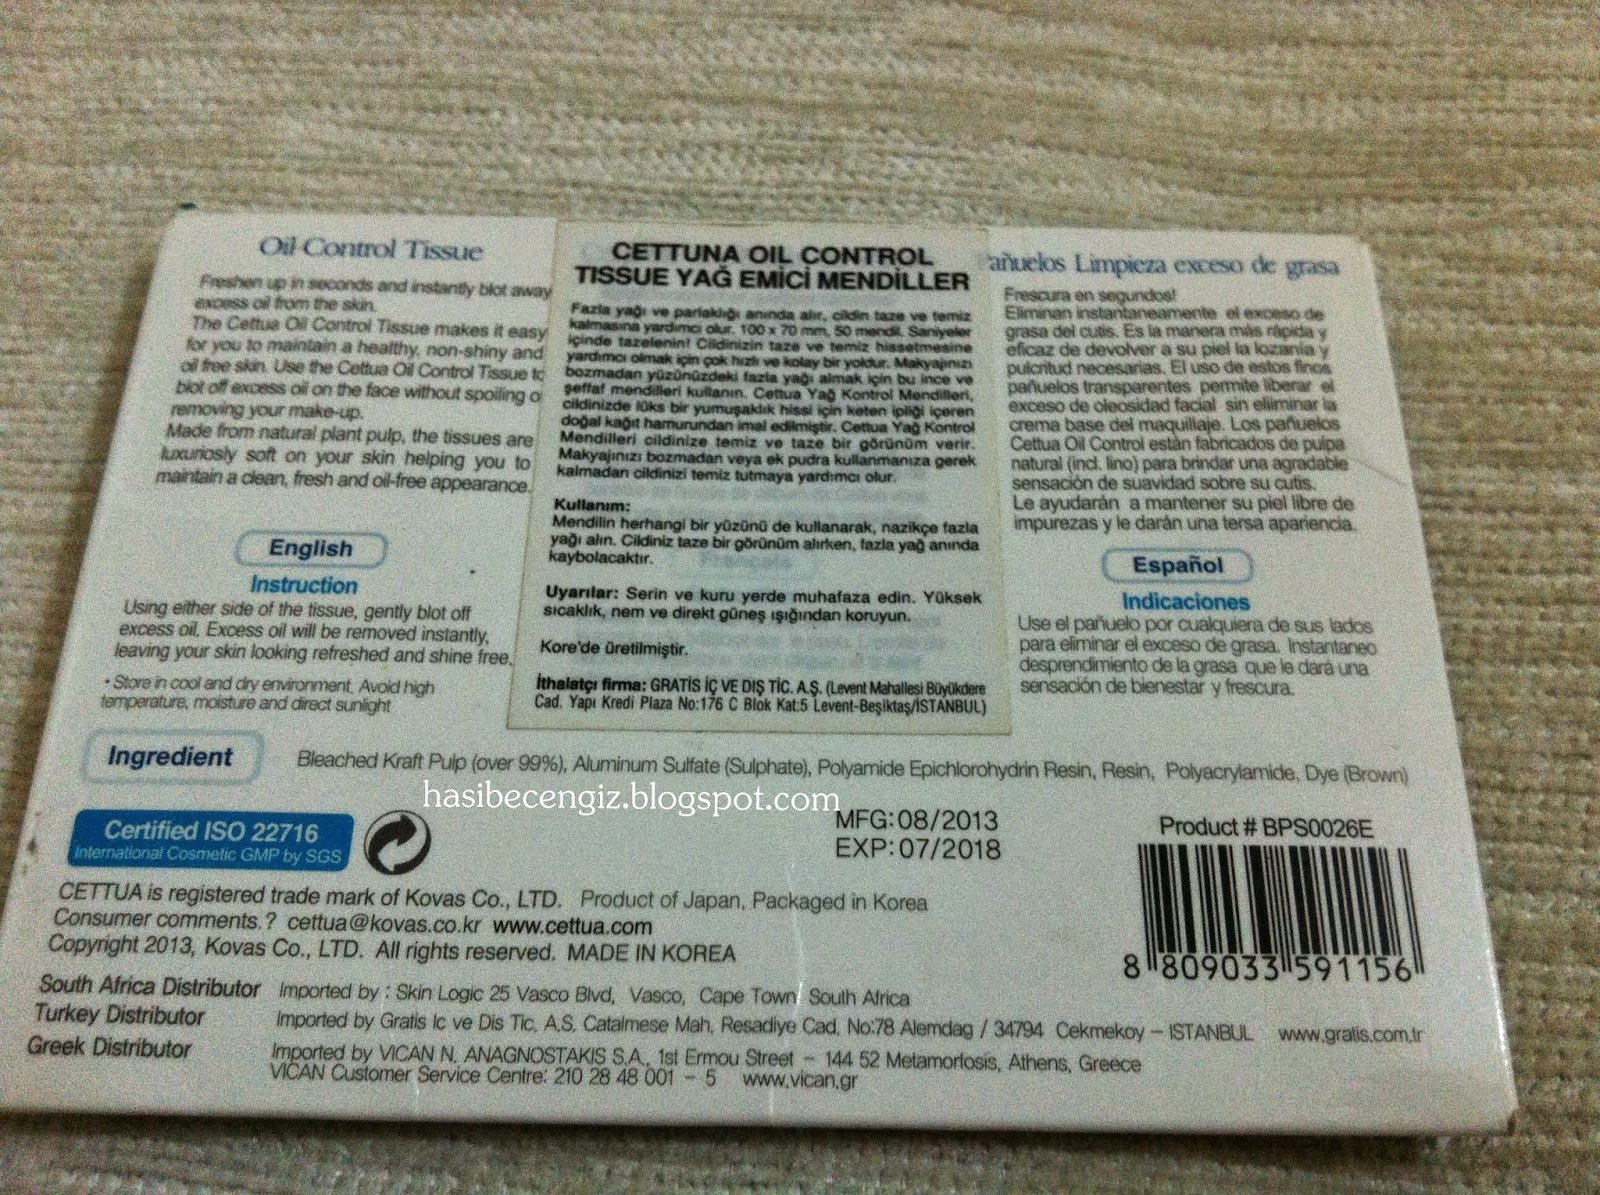 Oil Control Tissue
Freshen up in seconds and instantly blot away
excess oil from the skin.
The Cettua Oil Control Tissue makes it easy
for you to maintain a healthy, non-shiny and
oil free skin. Use the Cettua Oil Control Tissue to
blot off excess oil on the face without spoiling o
removing your make-up.
Made from natural plant pulp, the tissues are
luxuriosly soft on your skin helping you to
maintain a clean, fresh and oil-free appearance.
English
Instruction
Using either side of the tissue, gently blot off
excess oil. Excess oil will be removed instantly,
leaving your skin looking refreshed and shine free.
• Store in cool and dry environment. Avoid high
temperature, moisture and direct sunlight
CETTUNA OIL CONTROL
TISSUE YAĞ EMİCİ MENDİLLER
Fazla yağı ve parlaklığı anında alır, cildin taze ve temiz
kalmasına yardımcı olur. 100 x 70 mm, 50 mendil. Saniyeler
içinde tazelenin! Cildinizin taze ve temiz hissetmesine
yardımcı olmak için çok hızlı ve kolay bir yoldur. Makyajınızı
bozmadan yüzünüzdeki fazla yağı almak için bu ince ve
şeffaf mendilleri kullanın. Cettua Yağ Kontrol Mendilleri,
cildinizde lüks bir yumuşaklık hissi için keten ipliği içeren
doğal kağıt hamurundan imal edilmiştir. Cettua Yağ Kontrol
Mendilleri cildinize temiz ve taze bir görünüm verir.
Makyajınızı bozmadan veya ek pudra kullanmanıza gerek
kalmadan cildinizi temiz tutmaya yardımcı olur.
Kullanım:
Mendilin herhangi bir yüzünü de kullanarak, nazikçe fazla
yağı alın. Cildiniz taze bir görünüm alırken, fazla yağ anında
kaybolacaktır.
Uyarılar: Serin ve kuru yerde muhafaza edin. Yüksek
sıcaklık, nem ve direkt güneş ışığından koruyun.
Kore'de üretilmiştir.
İthalatçı firma: GRATİS İÇ VE DIŞ TİC. A.Ş. (Levent Mahallesi Büyükdere
Cad. Yapı Kredi Plaza No:176 C Blok Kat:5 Levent-Beşiktaş/İSTANBUL)
añuelos Limpieza exceso de grasa
Frescura en segundos!
Eliminan instantaneamente el exceso de
grasa del cutis. Es la manera más rápida y
eficaz de devolver a su piel la lozanía y
pulcritud necesarias. El uso de estos finos
pañuelos transparentes permite liberar el
exceso de oleosidad facial sin eliminar la
crema base del maquillaje. Los pañuelos
Cettua Oil Control están fabricados de pulpa
natural (incl. lino) para brindar una agradable
sensación de suavidad sobre su cutis.
Le ayudarán a mantener su piel libre de
impurezas y le darán una tersa apariencia.
Español
Indicaciones
Use el pañuelo por cualquiera de sus lados
para eliminar el exceso de grasa. Instantaneo
desprendimiento de la grasa que le dará una
sensación de bienestar y frescura.
Ingredient
Bleached Kraft Pulp (over 99%), Aluminum Sulfate (Sulphate), Polyamide Epichlorohydrin Resin, Resin, Polyacrylamide, Dye (Brown)
hasibecengiz.blogspot.com
Certified ISO 22716
International Cosmetic GMP by SGS
MFG:08/2013
EXP:07/2018
Product # BPS0026E
8 809033 591156
CETTUA is registered trade mark of Kovas Co., LTD. Product of Japan, Packaged in Korea
Consumer comments.? cettua@kovas.co.kr www.cettua.com
Copyright 2013, Kovas Co., LTD. All rights reserved. MADE IN KOREA
South Africa Distributor Imported by : Skin Logic 25 Vasco Blvd, Vasco, Cape Town South Africa
Turkey Distributor Imported by Gratis Ic ve Dis Tic. A.S, Catalmese Mah, Resadiye Cad, No:78 Alemdag / 34794 Cekmekoy – ISTANBUL www.gratis.com.tr
Greek Distributor Imported by VICAN N. ANAGNOSTAKIS S.A., 1st Ermou Street – 144 52 Metamorfosis, Athens, Greece
VICAN Customer Service Centre: 210 28 48 001 – 5 www.vican.gr